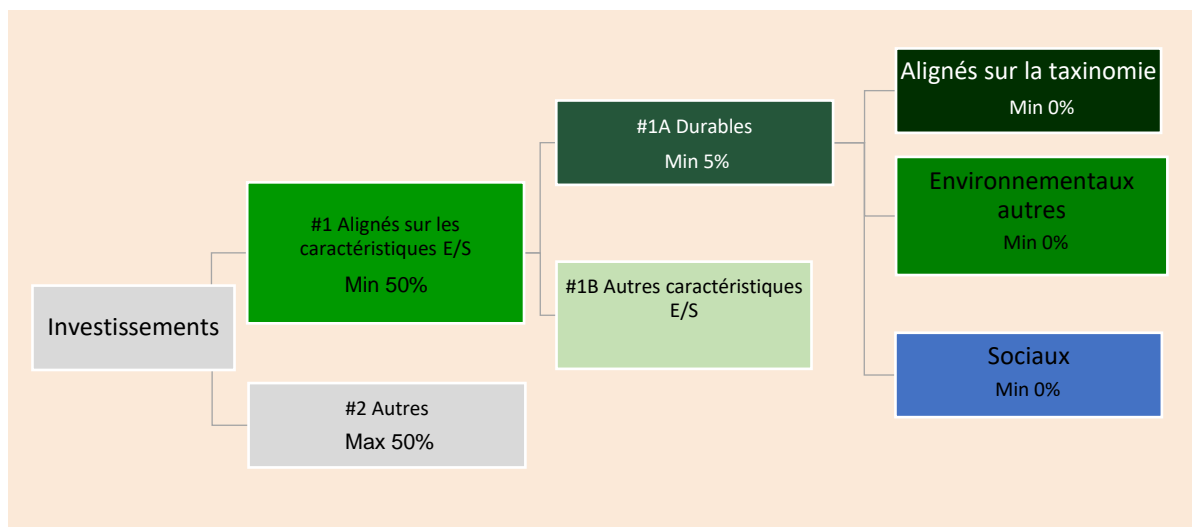 Investissements
#1 Alignés sur les
caractéristiques E/S
Min 50%
#2 Autres
Max 50%
#1A Durables
Min 5%
#1B Autres caractéristiques
E/S
Alignés sur la taxinomie
Min 0%
Environnementaux
autres
Min 0%
Sociaux
Min 0%